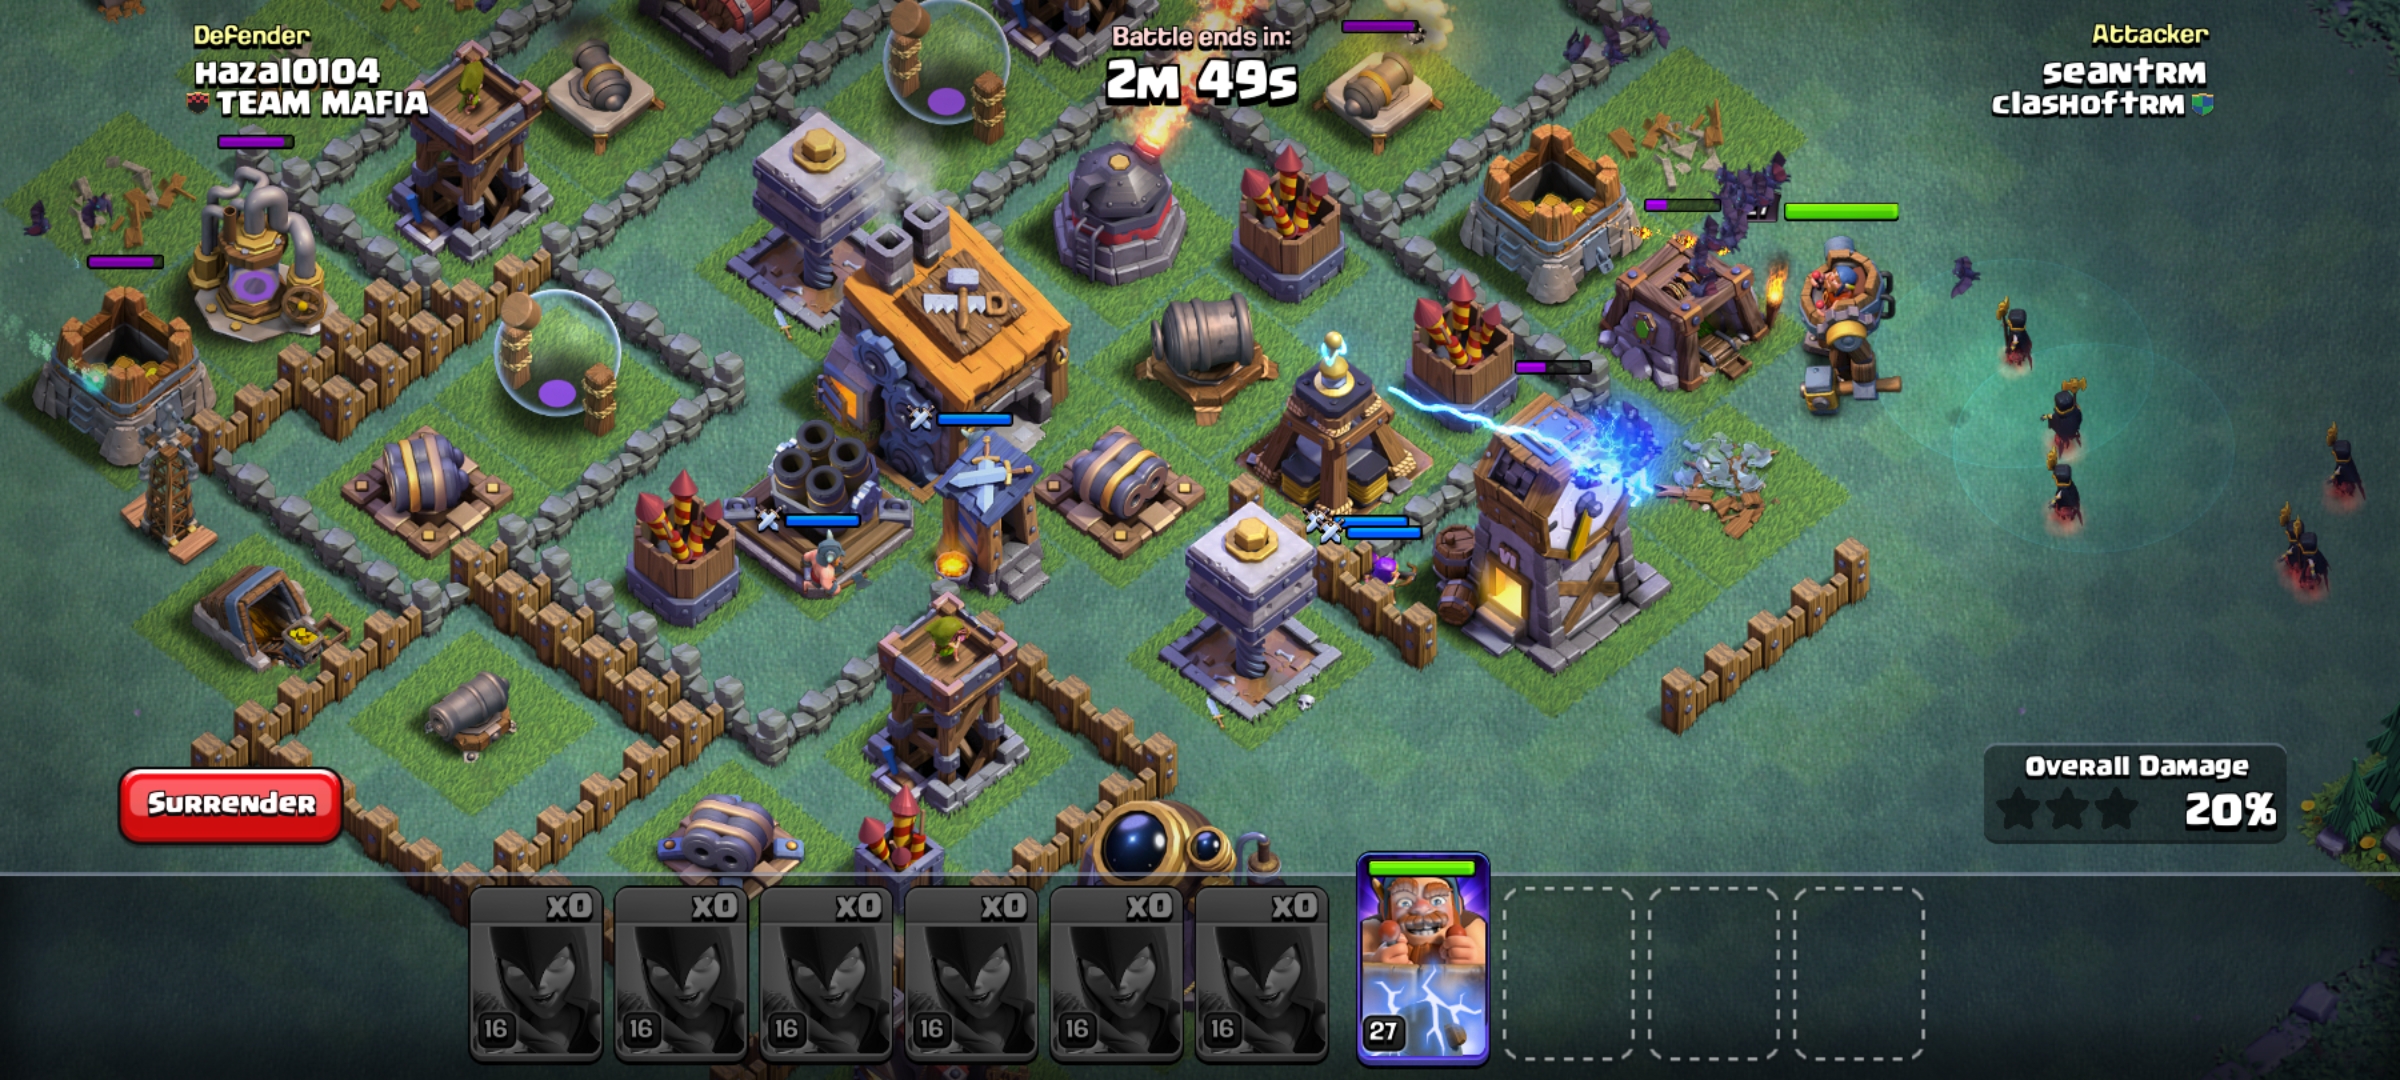 Defender
Hazal0104
TEAM MAFIA
Battle ends in:
2M 49S
Attacker
seantRM
clashoftRM
VI
Surrender
Overall Damage
20%
x0
x0
x0
x0
x0
x0
16
16
16
16
16
16
27